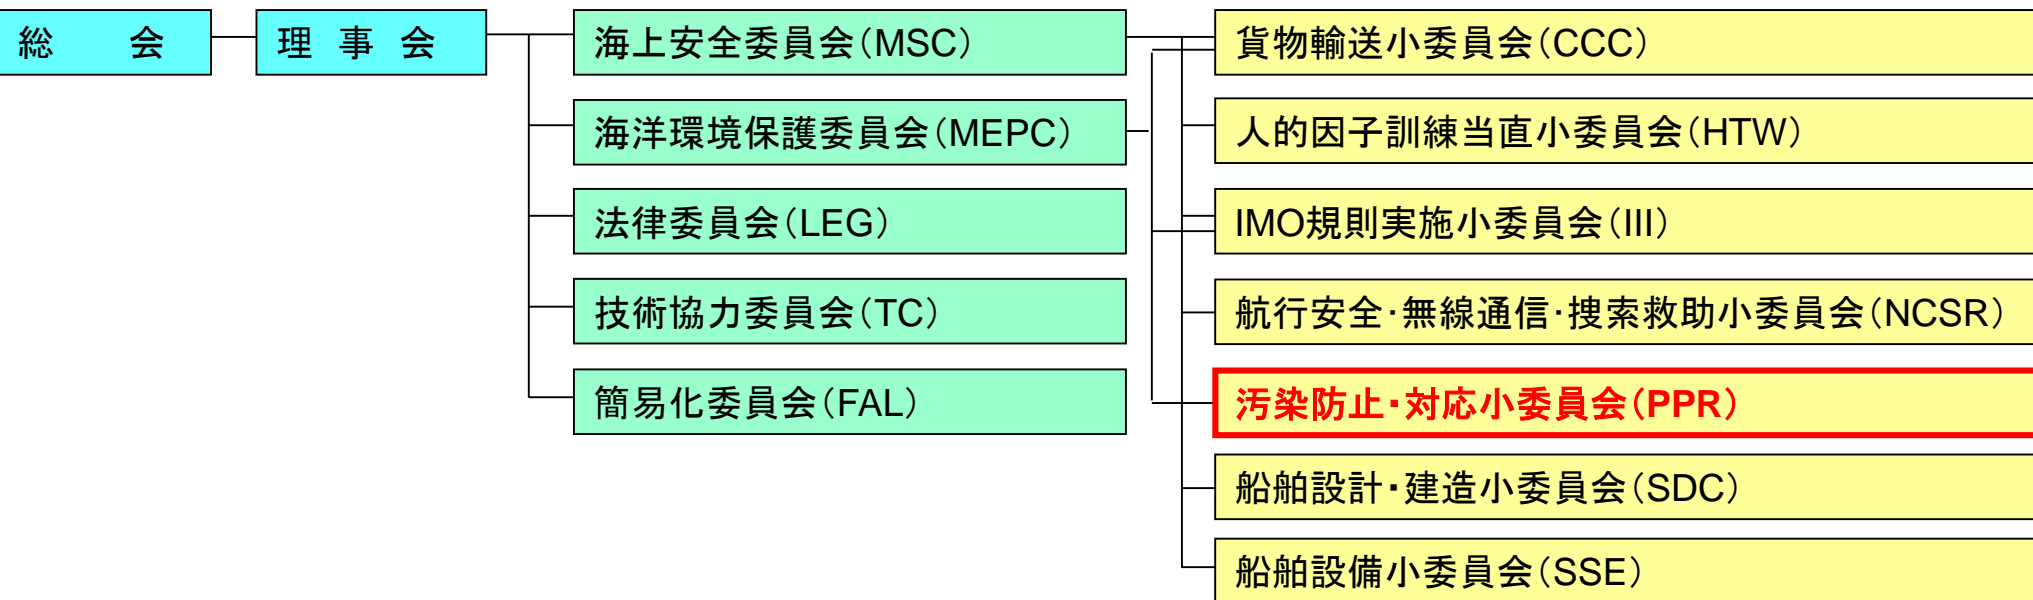 総 会
理 事 会
海上安全委員会(MSC)
海洋環境保護委員会(MEPC)
法律委員会(LEG)
技術協力委員会(TC)
簡易化委員会(FAL)
貨物輸送小委員会(CCC)
人的因子訓練当直小委員会(HTW)
IMO規則実施小委員会(III)
航行安全・無線通信・捜索救助小委員会(NCSR)
汚染防止・対応小委員会(PPR)
船舶設計・建造小委員会(SDC)
船舶設備小委員会(SSE)